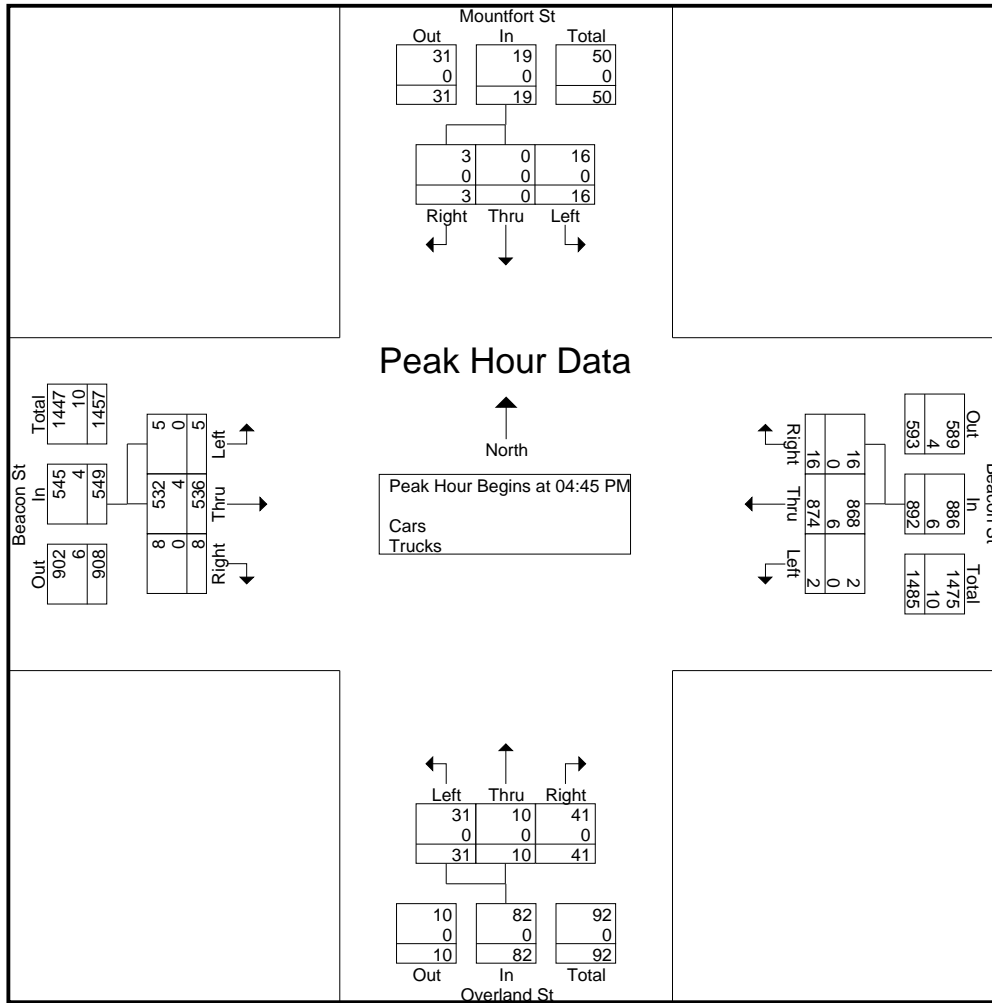 Mountfort St
Out In Total
31 19 50
0 0 0
31 19 50
3 0 16
0 0 0
3 0 16
Right Thru Left
Peak Hour Data
North
Peak Hour Begins at 04:45 PM
Cars
Trucks
Beacon St
Total In Out
1447 545 902
10 4 6
1457 549 908
5 532 8
0 4 0
5 536 8
Left Thru Right
Beacon St
Out In Total
589 886 1475
4 6 10
593 892 1485
16 868 2
0 6 0
16 874 2
Right Thru Left
Left Thru Right
31 10 41
0 0 0
31 10 41
10 82 92
0 0 0
10 82 92
Out In Total
Overland St